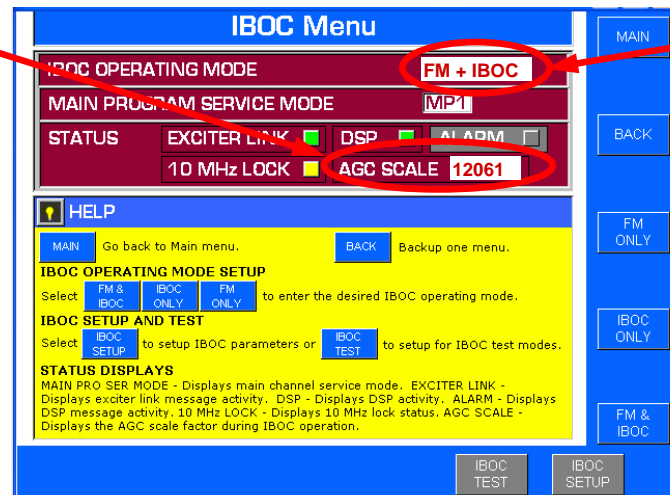 IBOC Menu
MAIN
IBOC OPERATING MODE FM + IBOC
MAIN PROGRAM SERVICE MODE MP1
STATUS EXCITER LINK DSP ALARM
BACK
10 MHz LOCK AGC SCALE 12061
HELP
MAIN Go back to Main menu. BACK Backup one menu.
FM
ONLY
IBOC OPERATING MODE SETUP
Select FM & IBOC IBOC ONLY FM ONLY to enter the desired IBOC operating mode.
IBOC SETUP AND TEST
Select IBOC SETUP to setup IBOC parameters or IBOC TEST to setup for IBOC test modes.
IBOC
ONLY
STATUS DISPLAYS
MAIN PRO SER MODE - Displays main channel service mode. EXCITER LINK -
Displays exciter link message activity. DSP - Displays DSP activity. ALARM - Displays
DSP message activity. 10 MHz LOCK - Displays 10 MHz lock status. AGC SCALE -
Displays the AGC scale factor during IBOC operation.
FM &
IBOC
IBOC
TEST
IBOC
SETUP